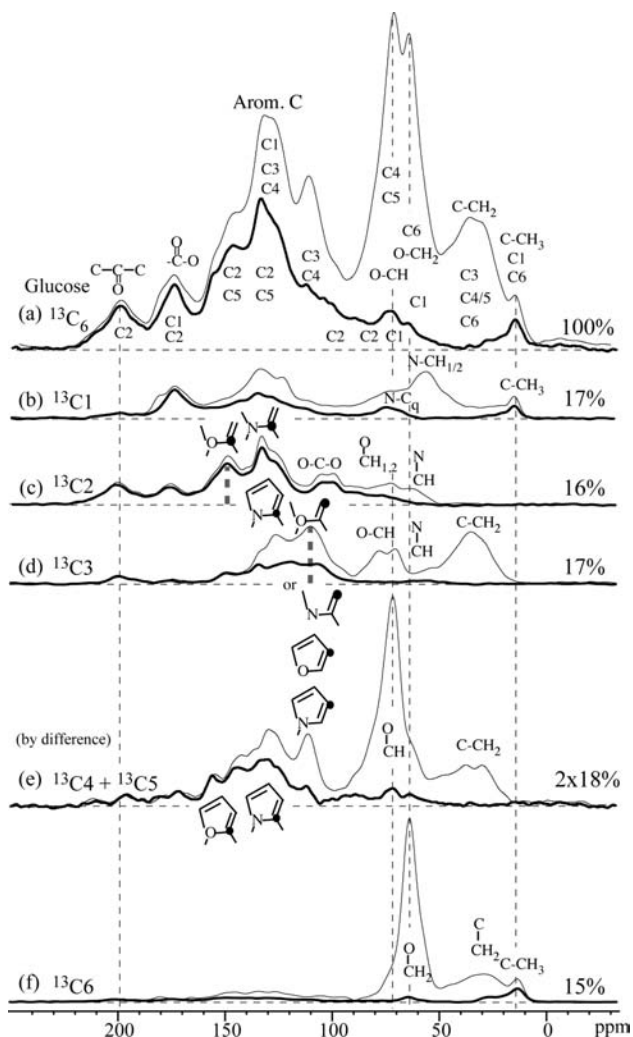 Arom. C
C1
C3
C4
C4
C5
C-CH2
C6
O-CH2
C-CH3
C1
C6
O
C-C-C
O
-C-O
C3
C4
C2
C5
C2
C5
O-CH
C3
C4/5
C6
C1
Glucose
(a) 13C6
C2
C1
C2
C2
C2
C1
100%
N-CH1/2
(b) 13C1
N-Cq
C-CH3
17%
O
N
O-C-O
O
CH1,2
N
CH
(c) 13C2
16%
N
O
O-CH
N
CH
C-CH2
(d) 13C3
17%
or
N
O
N
(by difference)
O
CH
C-CH2
(e) 13C4 + 13C5
2x18%
O
N
C
CH2
O
CH2
C-CH3
(f) 13C6
15%
200
150
100
50
0
ppm